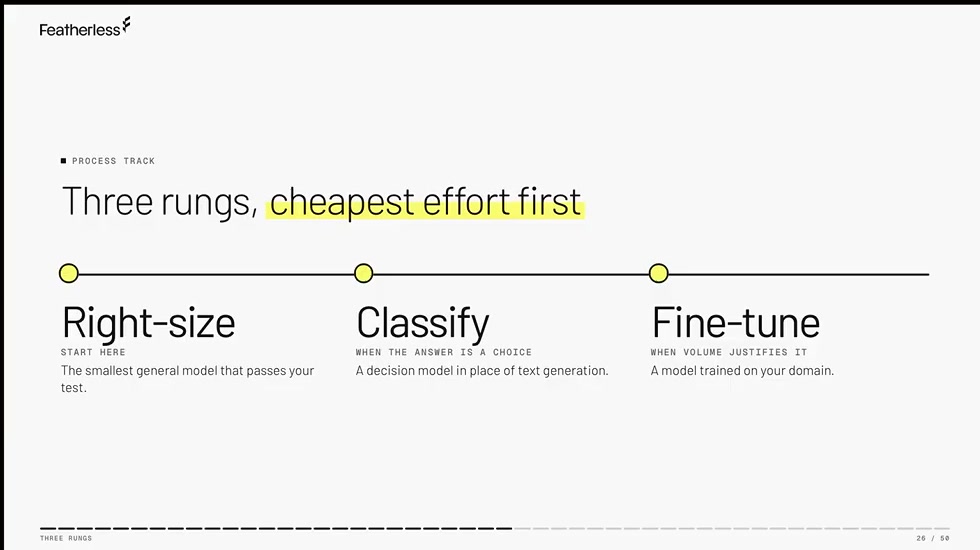 Featherless
PROCESS TRACK
Three rungs, cheapest effort first
Right-size
START HERE
The smallest general model that passes your
test.
Classify
WHEN THE ANSWER IS A CHOICE
A decision model in place of text generation.
Fine-tune
WHEN VOLUME JUSTIFIES IT
A model trained on your domain.
THREE RUNGS
26 / 50